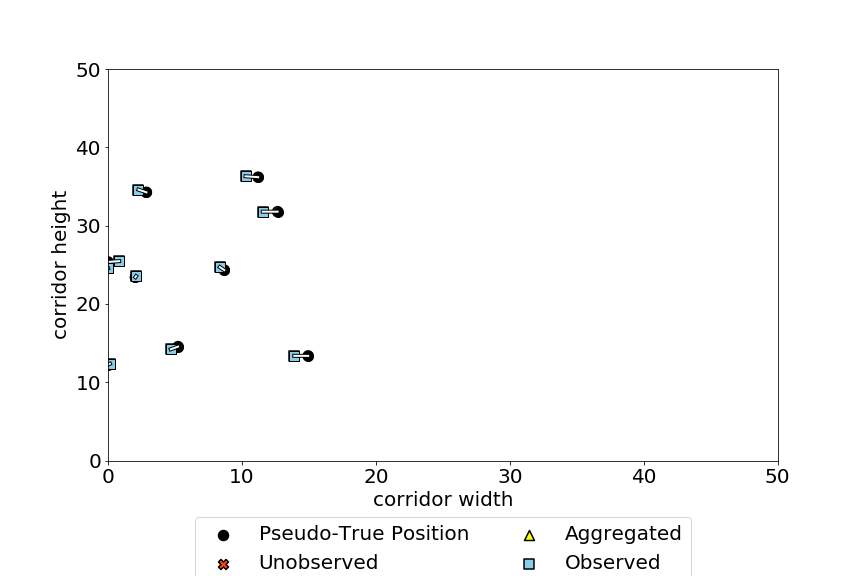 50
40
30
20
10
0
corridor height
0 10 20 30 40 50
corridor width
Pseudo-True Position Aggregated
Unobserved Observed